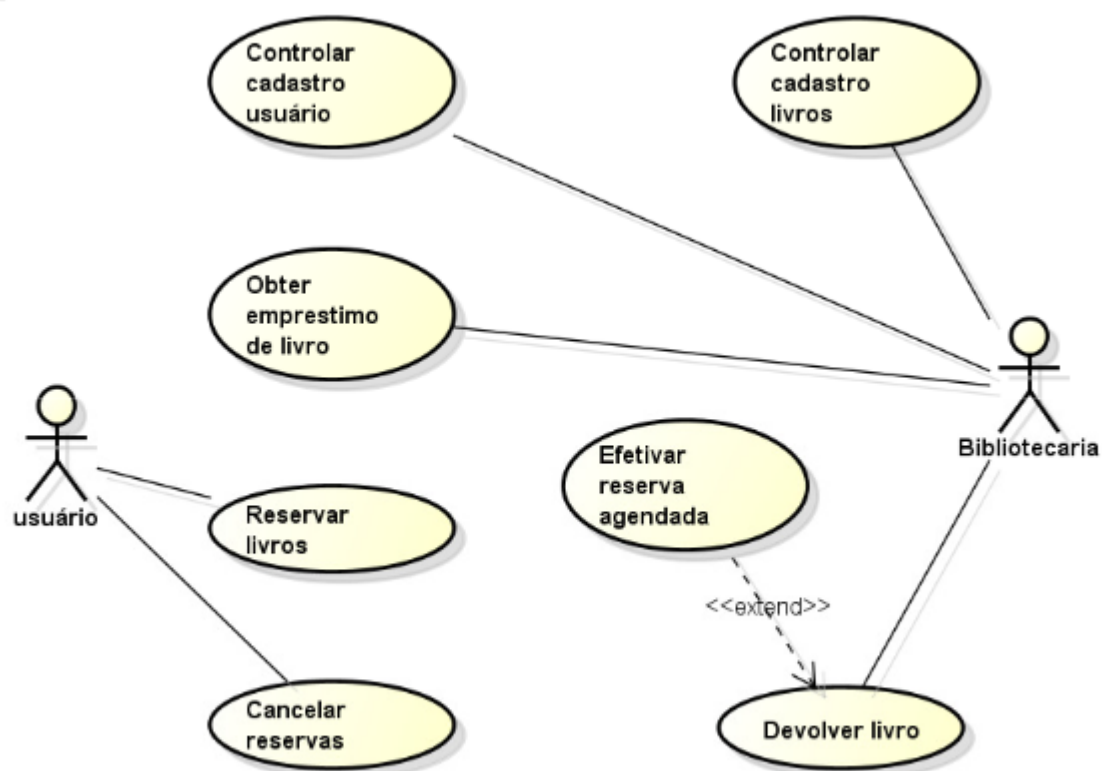 Controlar
cadastro
usuário
Controlar
cadastro
livros
Obter
emprestimo
de livro
Bibliotecaria
Efetivar
reserva
agendada
usuário
Reservar
livros
<<extend>>
Cancelar
reservas
Devolver livro